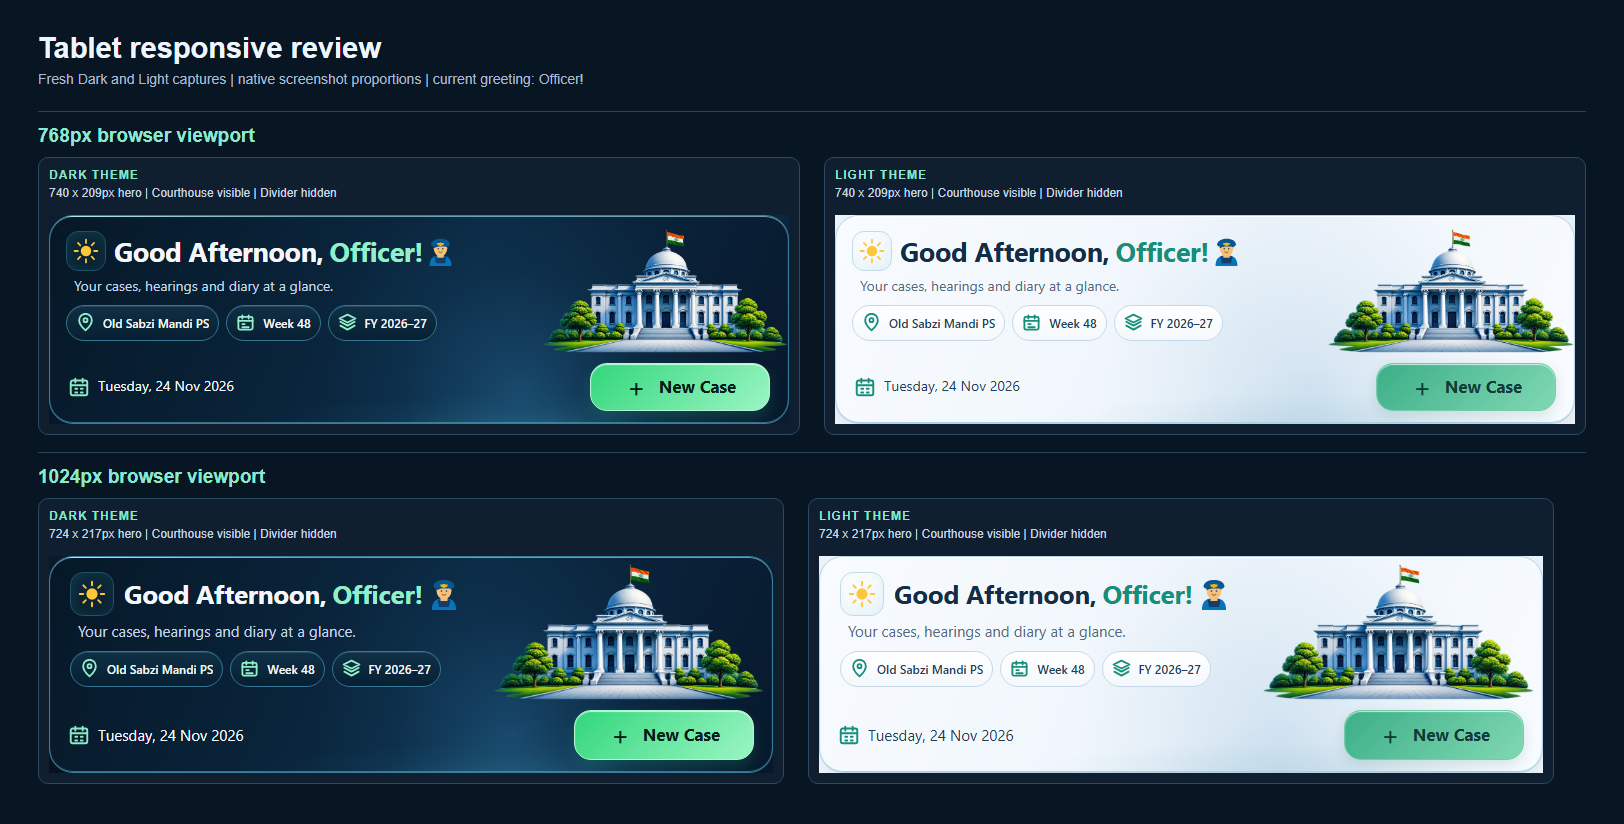 Tablet responsive review
Fresh Dark and Light captures | native screenshot proportions | current greeting: Officer!
768px browser viewport
DARK THEME
740 x 209px hero | Courthouse visible | Divider hidden
Good Afternoon, Officer!
Your cases, hearings and diary at a glance.
Old Sabzi Mandi PS
Week 48
FY 2026–27
Tuesday, 24 Nov 2026
+ New Case
LIGHT THEME
740 x 209px hero | Courthouse visible | Divider hidden
Good Afternoon, Officer!
Your cases, hearings and diary at a glance.
Old Sabzi Mandi PS
Week 48
FY 2026–27
Tuesday, 24 Nov 2026
+ New Case
1024px browser viewport
DARK THEME
724 x 217px hero | Courthouse visible | Divider hidden
Good Afternoon, Officer!
Your cases, hearings and diary at a glance.
Old Sabzi Mandi PS
Week 48
FY 2026–27
Tuesday, 24 Nov 2026
+ New Case
LIGHT THEME
724 x 217px hero | Courthouse visible | Divider hidden
Good Afternoon, Officer!
Your cases, hearings and diary at a glance.
Old Sabzi Mandi PS
Week 48
FY 2026–27
Tuesday, 24 Nov 2026
+ New Case